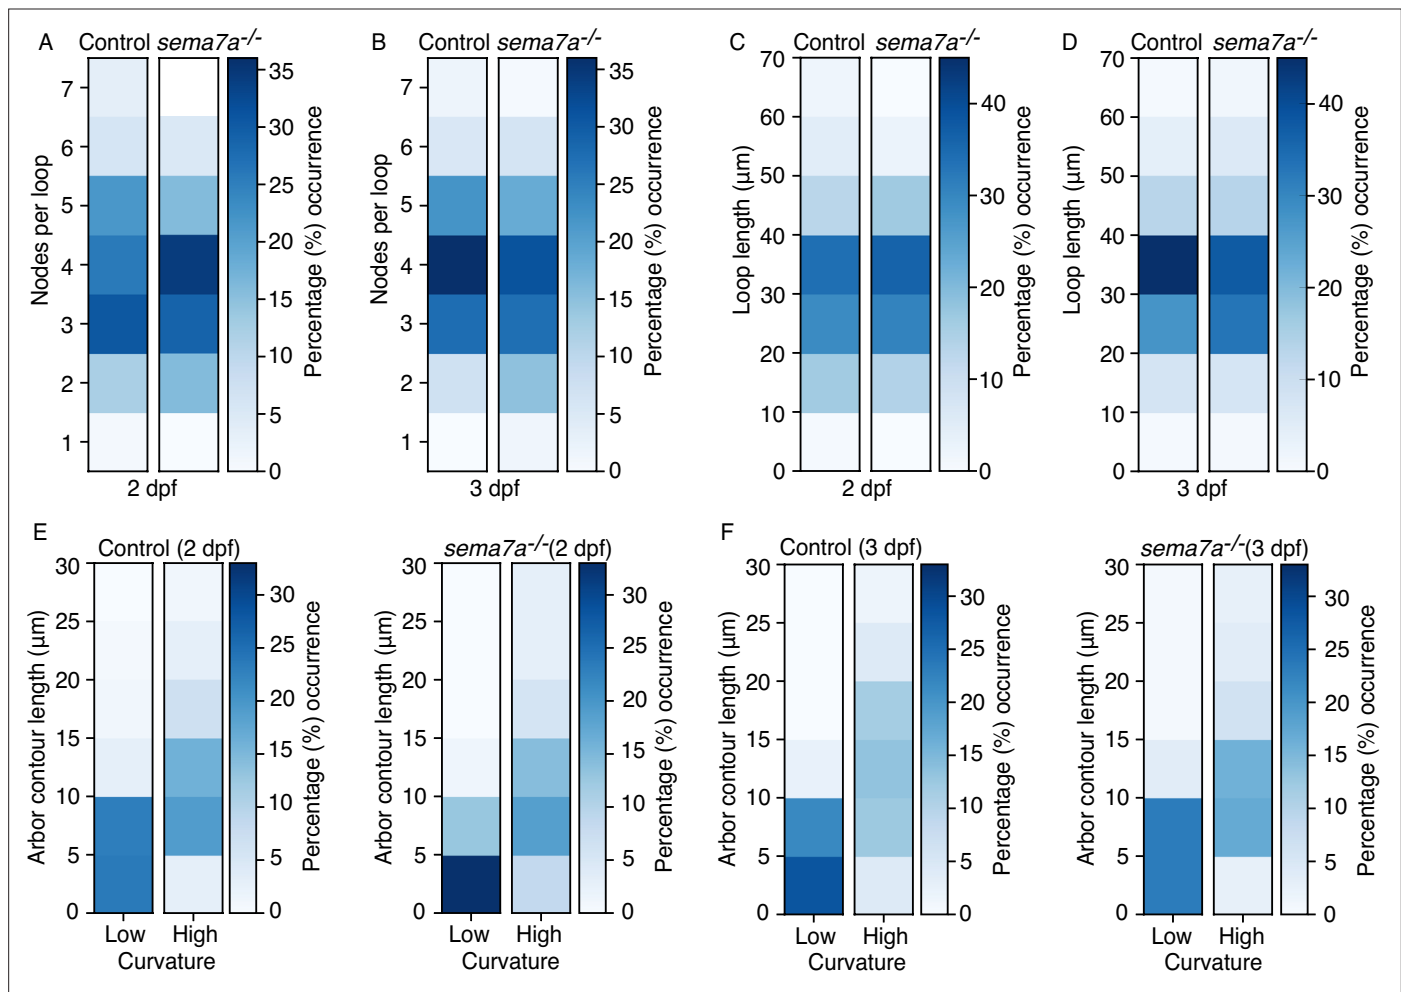 A
Control sema7a-/-
7
6
5
4
3
2
1
Nodes per loop
2 dpf
35
30
25
20
15
10
5
0
Percentage (%) occurrence
B
Control sema7a-/-
7
6
5
4
3
2
1
Nodes per loop
3 dpf
35
30
25
20
15
10
5
0
Percentage (%) occurrence
C
Control sema7a-/-
70
60
50
40
30
20
10
0
Loop length (µm)
2 dpf
40
30
20
10
0
Percentage (%) occurrence
D
Control sema7a-/-
70
60
50
40
30
20
10
0
Loop length (µm)
3 dpf
40
30
20
10
0
Percentage (%) occurrence
E
Control (2 dpf)
30
25
20
15
10
5
0
Arbor contour length (µm)
Low High
Curvature
30
25
20
15
10
5
0
Percentage (%) occurrence
sema7a-/-(2 dpf)
30
25
20
15
10
5
0
Arbor contour length (µm)
Low High
Curvature
30
25
20
15
10
5
0
Percentage (%) occurrence
F
Control (3 dpf)
30
25
20
15
10
5
0
Arbor contour length (µm)
Low High
Curvature
30
25
20
15
10
5
0
Percentage (%) occurrence
sema7a-/-(3 dpf)
30
25
20
15
10
5
0
Arbor contour length (µm)
Low High
Curvature
30
25
20
15
10
5
0
Percentage (%) occurrence